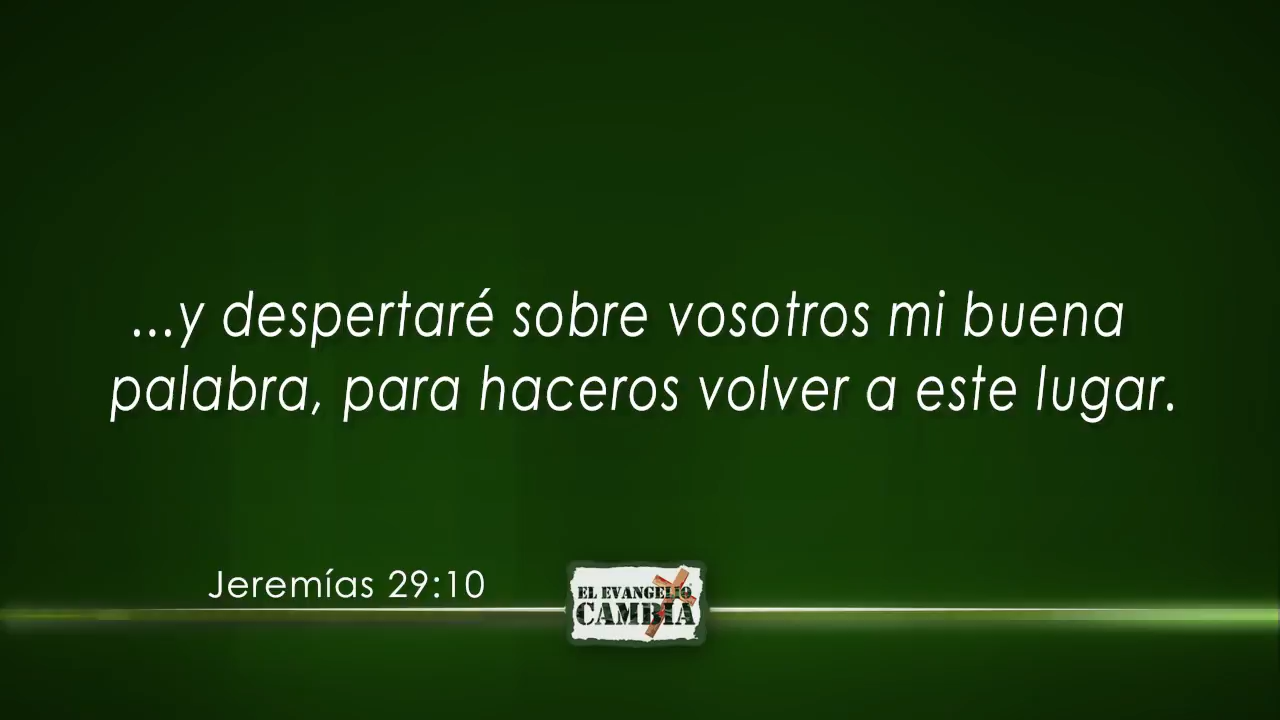 ...y despertaré sobre vosotros mi buena
palabra, para haceros volver a este lugar.
Jeremías 29:10
EL EVANGELIO
CAMBIA